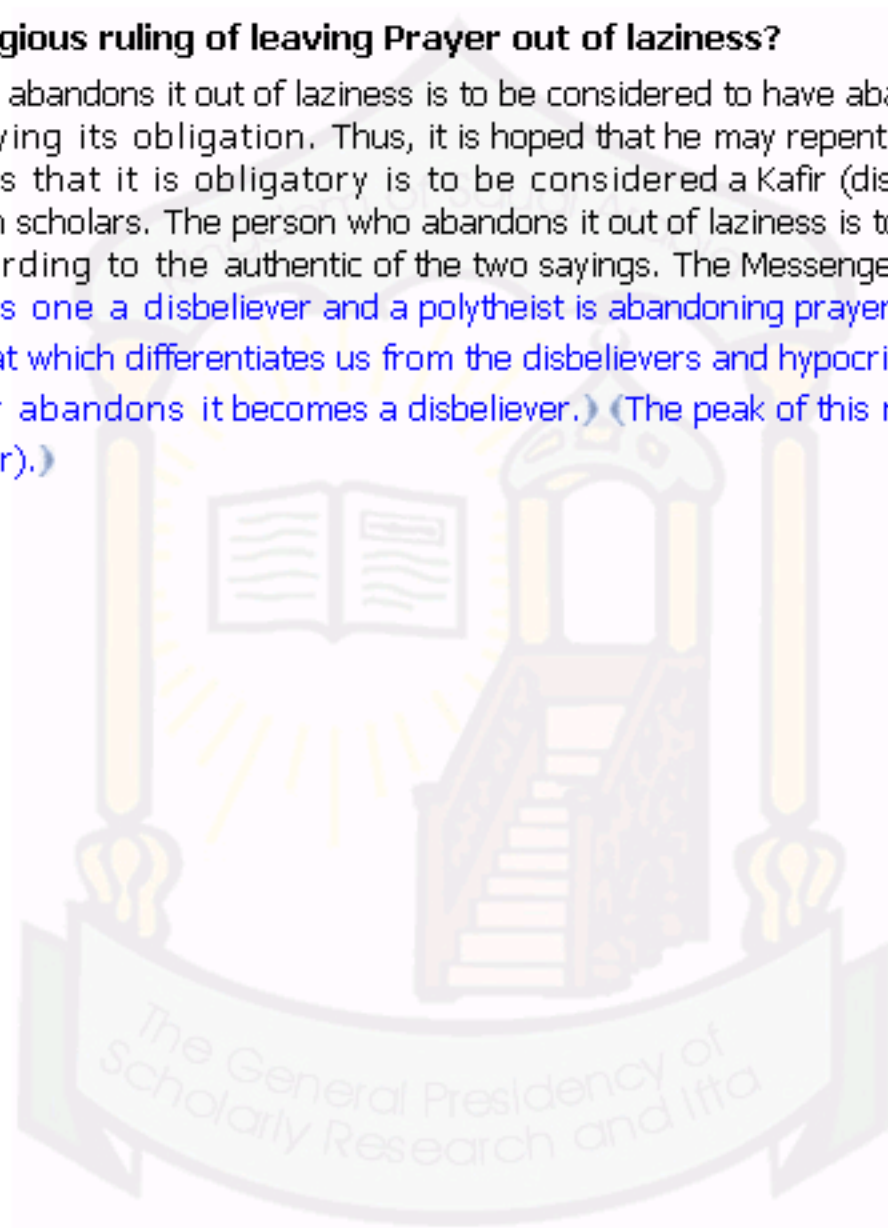 gious ruling of leaving Prayer out of laziness?
abandons it out of laziness is to be considered to have aba
ying its obligation. Thus, it is hoped that he may repent
s that it is obligatory is to be considered a Kafir (dis
n scholars. The person who abandons it out of laziness is to
rding to the authentic of the two sayings. The Messenge
s one a disbeliever and a polytheist is abandoning prayer
at which differentiates us from the disbelievers and hypocri
r abandons it becomes a disbeliever.) (The peak of this r
r).)
Kingdom of Saudi Arabia
The General Presidency of
Scholarly Research and Ifta